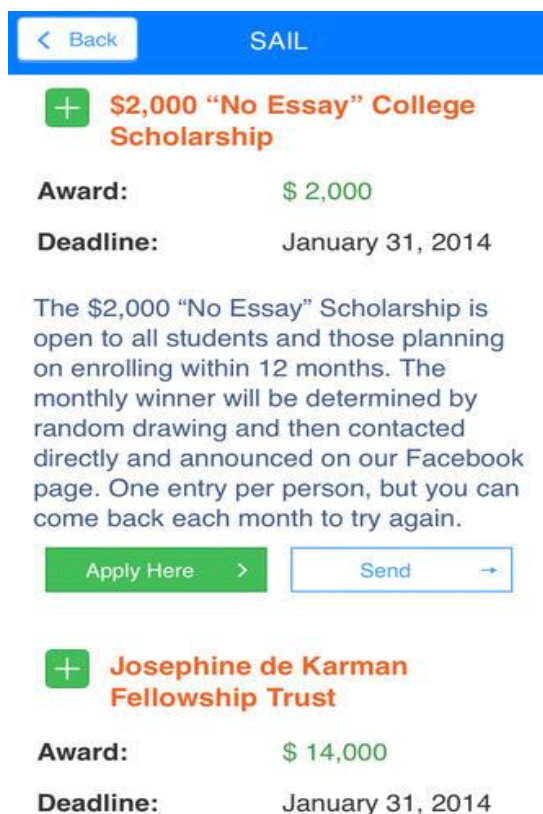 Back
SAIL
$2,000 “No Essay” College
Scholarship
Award: $ 2,000
Deadline: January 31, 2014
The $2,000 “No Essay” Scholarship is
open to all students and those planning
on enrolling within 12 months. The
monthly winner will be determined by
random drawing and then contacted
directly and announced on our Facebook
page. One entry per person, but you can
come back each month to try again.
Apply Here
Send
Josephine de Karman
Fellowship Trust
Award: $ 14,000
Deadline: January 31, 2014